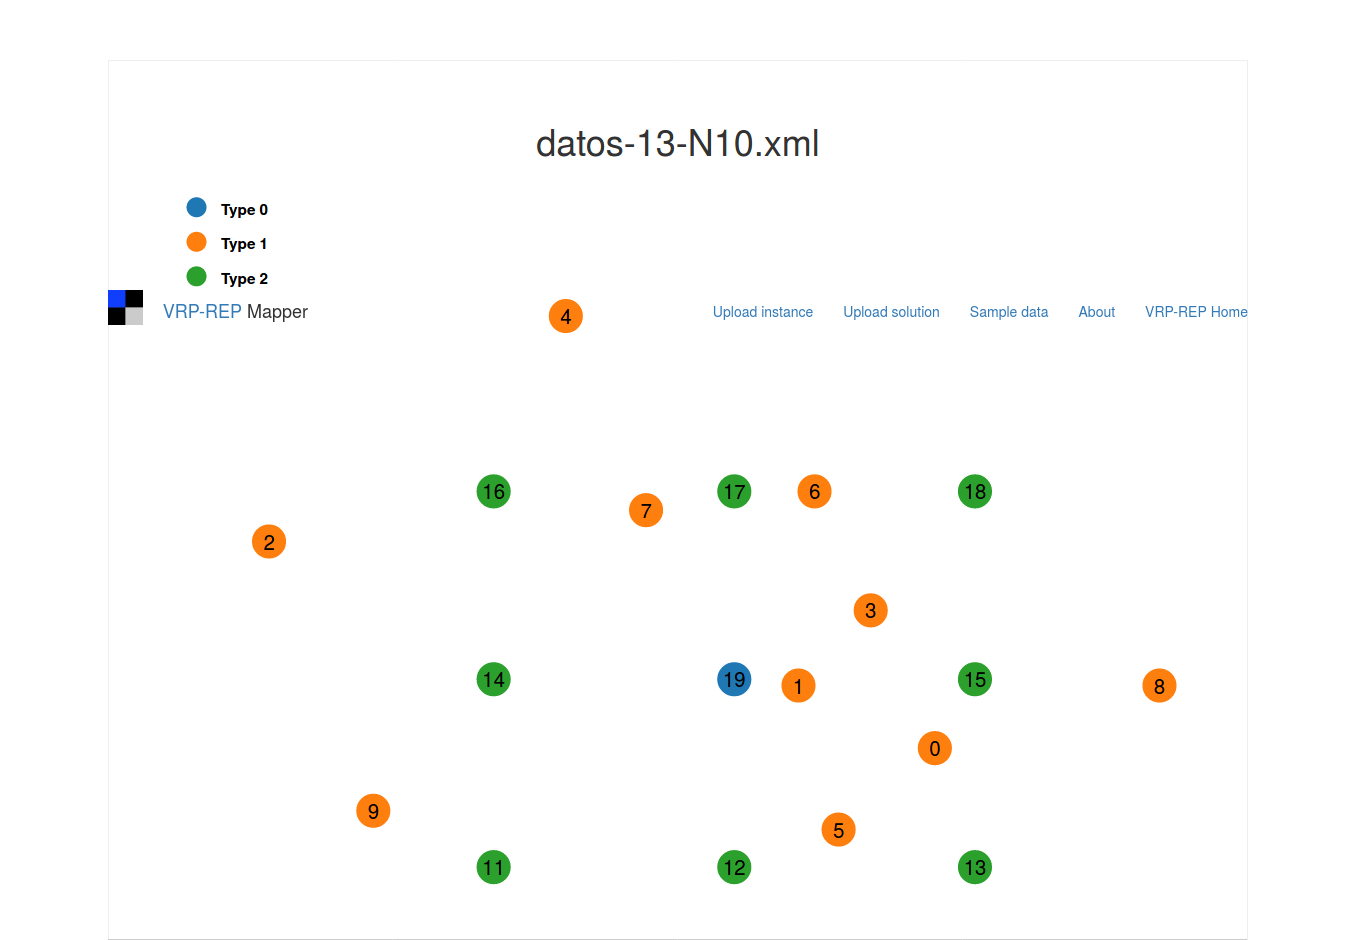 datos-13-N10.xml
Type 0
Type 1
Type 2
VRP-REP Mapper
4
Upload instance
Upload solution
Sample data
About
VRP-REP Home
16
17
6
18
7
2
3
14
19
1
15
8
0
9
5
11
12
13